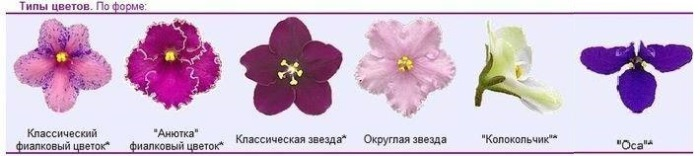 Типы цветов. По форме:
Классический
фиалковый цветок*
"Анютка"
фиалковый цветок*
Классическая звезда*
Округлая звезда
"Колокольчик"*
"Оса"*